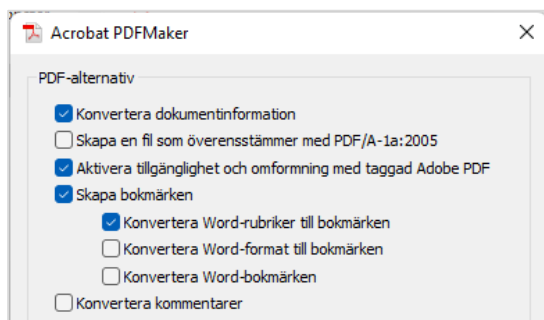 Acrobat PDFMaker
PDF-alternativ
Konvertera dokumentinformation
Skapa en fil som överensstämmer med PDF/A-1a:2005
Aktivera tillgänglighet och omformning med taggad Adobe PDF
Skapa bokmärken
Konvertera Word-rubriker till bokmärken
Konvertera Word-format till bokmärken
Konvertera Word-bokmärken
Konvertera kommentarer